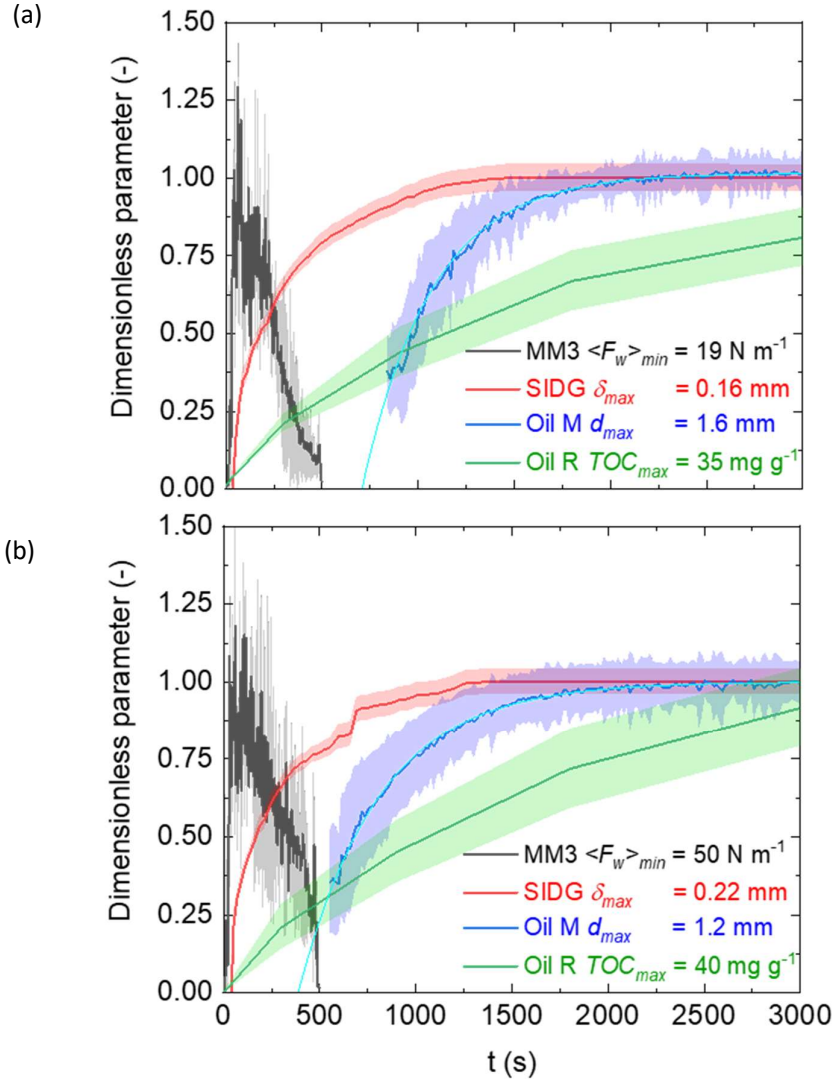 (a)
Dimensionless parameter (-)
1.50
1.25
1.00
0.75
0.50
0.25
0.00
MM3 <F_w>_min = 19 N m⁻¹
SIDG δ_max = 0.16 mm
Oil M d_max = 1.6 mm
Oil R TOC_max = 35 mg g⁻¹
(b)
Dimensionless parameter (-)
1.50
1.25
1.00
0.75
0.50
0.25
0.00
MM3 <F_w>_min = 50 N m⁻¹
SIDG δ_max = 0.22 mm
Oil M d_max = 1.2 mm
Oil R TOC_max = 40 mg g⁻¹
0 500 1000 1500 2000 2500 3000
t (s)